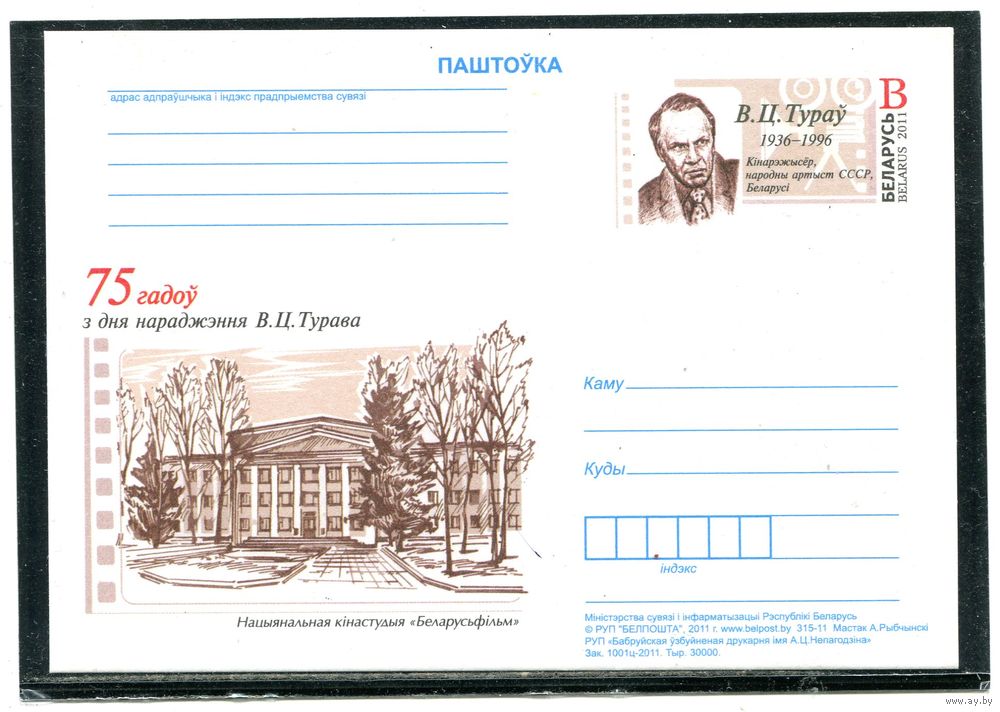 ПАШТОЎКА
адрас адпраўшчыка і індэкс прадпрыемства сувязі
В.Ц.Тураў
1936–1996
Кінарэжысёр,
народны артыст СССР,
Беларусі
B
БЕЛАРУСЬ
BELARUS 2011
75 гадоў
з дня нараджэння В.Ц.Турава
Нацыянальная кінастудыя «Беларусьфільм»
Каму
Куды
індэкс
Міністэрства сувязі і інфарматызацыі Рэспублікі Беларусь
© РУП "БЕЛПОШТА", 2011 г. www.belpost.by 315-11 Мастак А.Рыбчынскі
РУП «Бабруйская ўзбуйненая друкарня імя А.Ц.Непагодзіна»
Зак. 1001ц-2011. Тыр. 30000.
www.ay.by